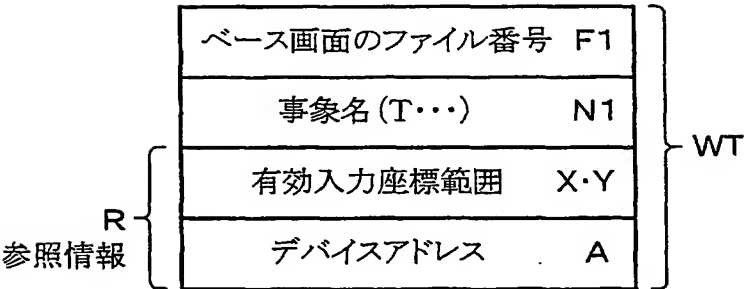 ベース画面のファイル番号 F1
事象名(T・・・) N1
WT
有効入力座標範囲 X・Y
R
参照情報
デバイスアドレス A